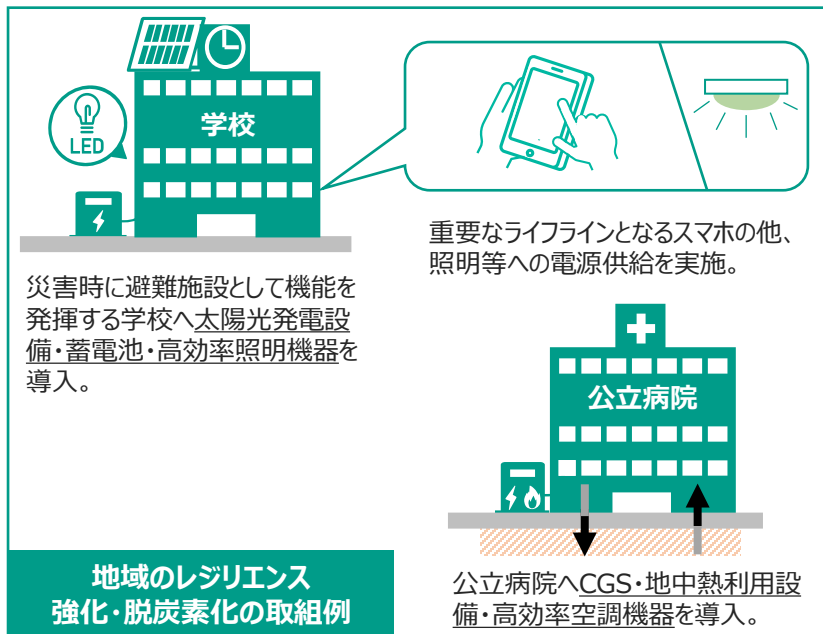 学校
LED
重要なライフラインとなるスマホの他、
照明等への電源供給を実施。
災害時に避難施設として機能を
発揮する学校へ太陽光発電設
備・蓄電池・高効率照明機器を
導入。
公立病院
公立病院へCGS・地中熱利用設
備・高効率空調機器を導入。
地域のレジリエンス
強化・脱炭素化の取組例